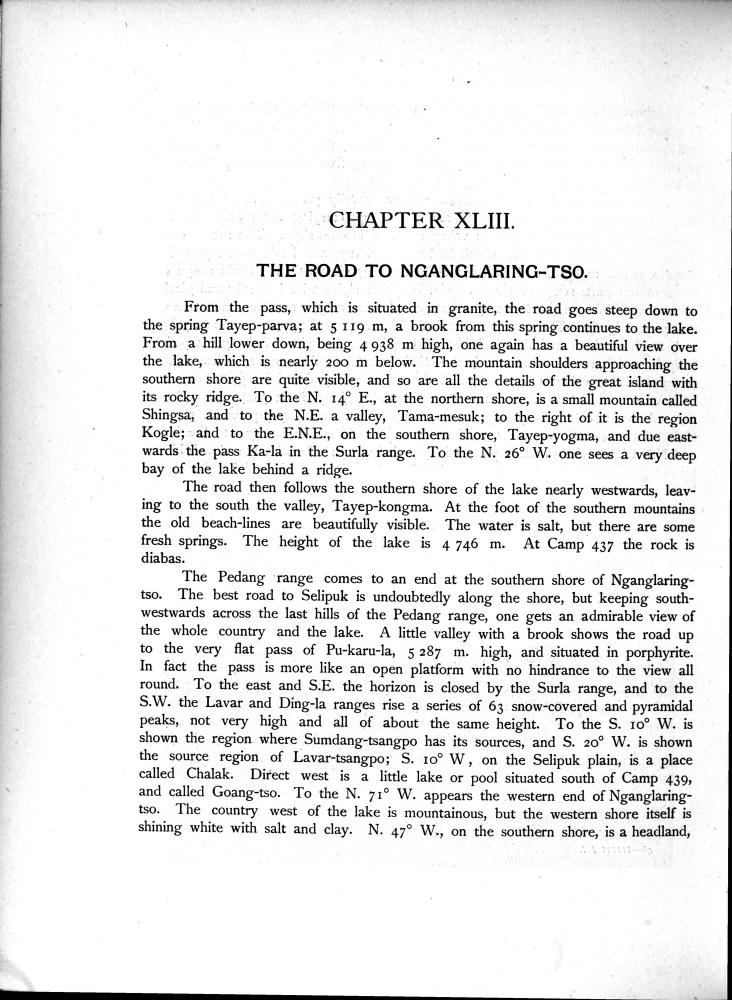 CHAPTER XLIII.
THE ROAD TO NGANGLARING-TSO.
From the pass, which is situated in granite, the road goes steep down to
the spring Tayep-parva; at 5 119 m, a brook from this spring continues to the lake.
From a hill lower down, being 4 938 m high, one again has a beautiful view over
the lake, which is nearly 200 m below. The mountain shoulders approaching the
southern shore are quite visible, and so are all the details of the great island with
its rocky ridge. To the N. 14° E., at the northern shore, is a small mountain called
Shingsa, and to the N.E. a valley, Tama-mesuk; to the right of it is the region
Kogle; and to the E.N.E., on the southern shore, Tayep-yogma, and due east-
wards the pass Ka-la in the Surla range. To the N. 26° W. one sees a very deep
bay of the lake behind a ridge.
The road then follows the southern shore of the lake nearly westwards, leav-
ing to the south the valley, Tayep-kongma. At the foot of the southern mountains
the old beach-lines are beautifully visible. The water is salt, but there are some
fresh springs. The height of the lake is 4 746 m. At Camp 437 the rock is
diabas.
The Pedang range comes to an end at the southern shore of Nganglaring-
tso. The best road to Selipuk is undoubtedly along the shore, but keeping south-
westwards across the last hills of the Pedang range, one gets an admirable view of
the whole country and the lake. A little valley with a brook shows the road up
to the very flat pass of Pu-karu-la, 5 287 m. high, and situated in porphyrite.
In fact the pass is more like an open platform with no hindrance to the view all
round. To the east and S.E. the horizon is closed by the Surla range, and to the
S.W. the Lavar and Ding-la ranges rise a series of 63 snow-covered and pyramidal
peaks, not very high and all of about the same height. To the S. 10° W. is
shown the region where Sumdang-tsangpo has its sources, and S. 20° W. is shown
the source region of Lavar-tsangpo; S. 10° W, on the Selipuk plain, is a place
called Chalak. Direct west is a little lake or pool situated south of Camp 439,
and called Goang-tso. To the N. 71° W. appears the western end of Nganglaring-
tso. The country west of the lake is mountainous, but the western shore itself is
shining white with salt and clay. N. 47° W., on the southern shore, is a headland,